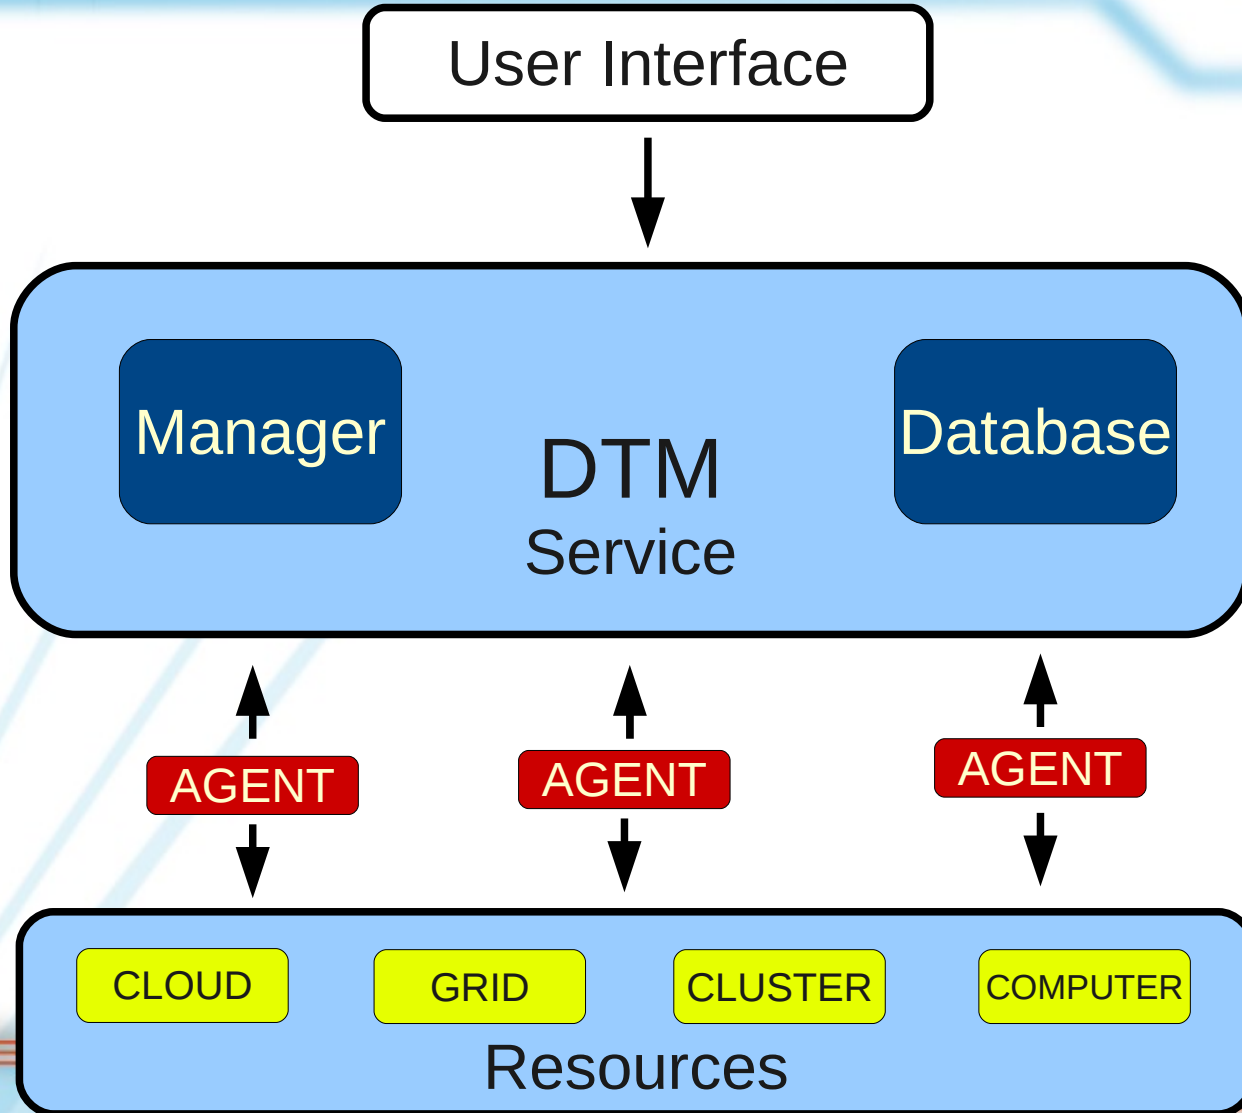 User Interface
Manager
Database
DTM
Service
AGENT
AGENT
AGENT
CLOUD
GRID
CLUSTER
COMPUTER
Resources